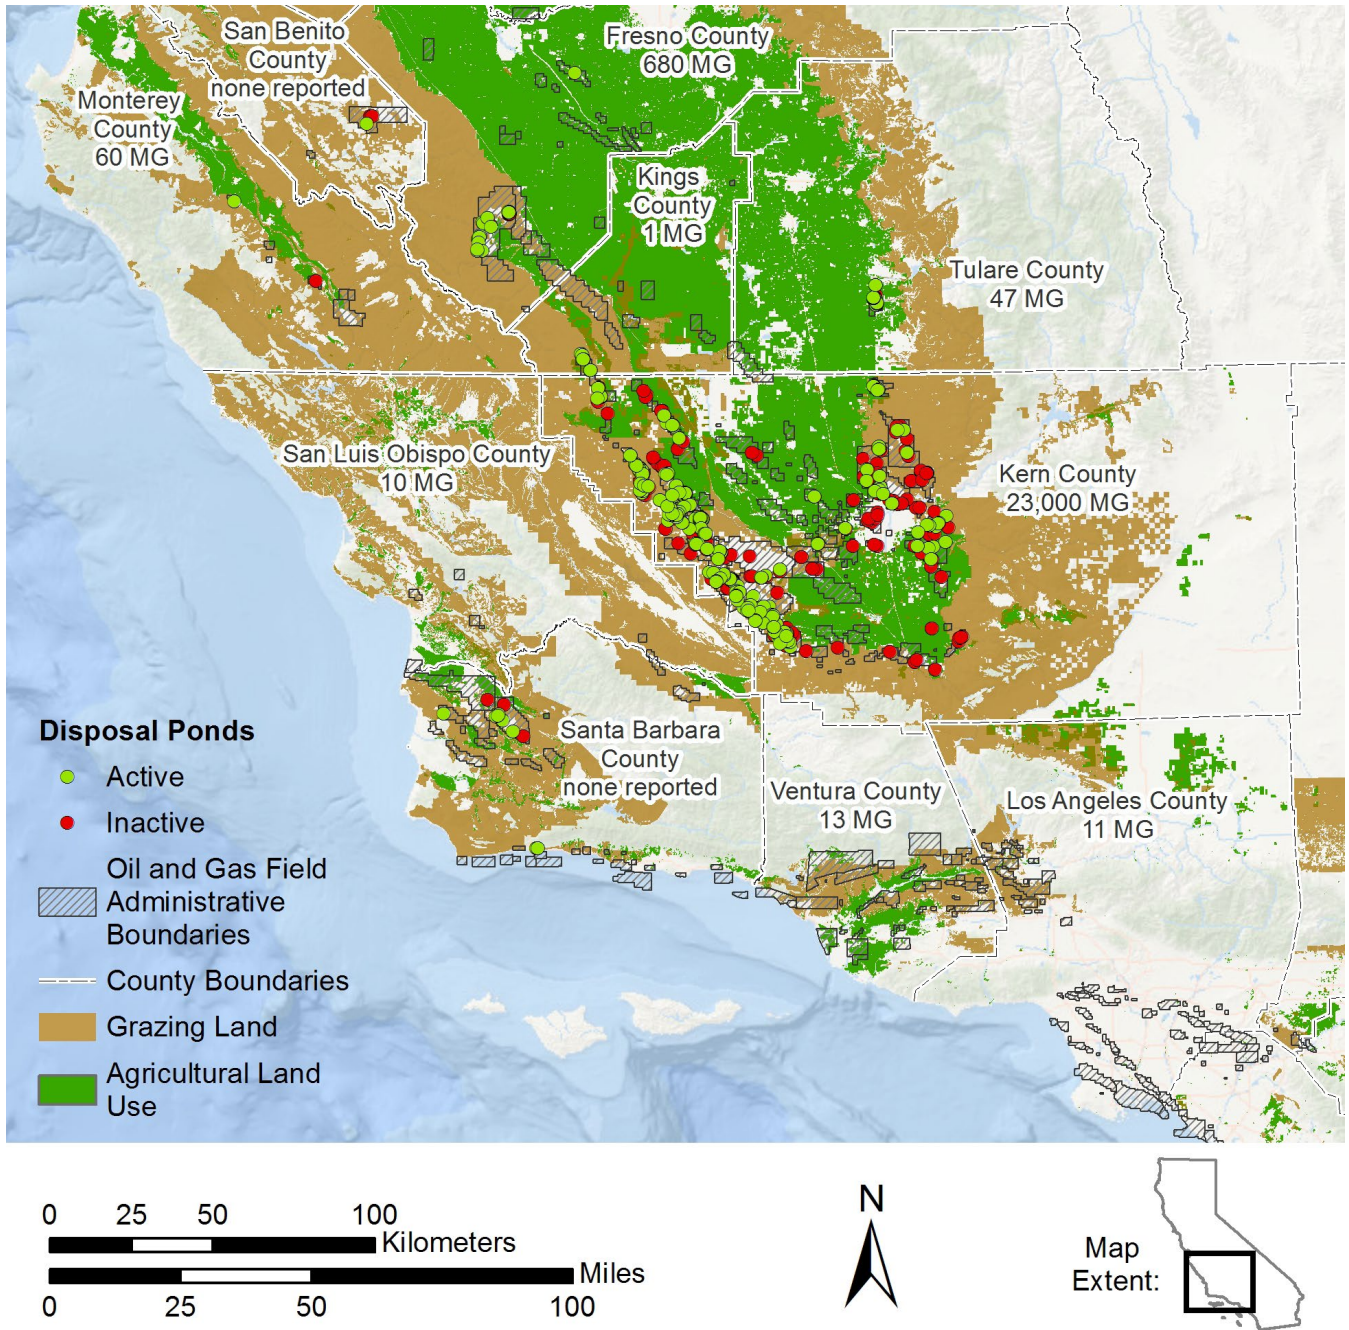 San Benito
County
none reported
Fresno County
680 MG
Monterey
County
60 MG
Kings
County
1 MG
Tulare County
47 MG
San Luis Obispo County
10 MG
Kern County
23,000 MG
Santa Barbara
County
none reported
Ventura County
13 MG
Los Angeles County
11 MG
Disposal Ponds
Active
Inactive
Oil and Gas Field
Administrative
Boundaries
County Boundaries
Grazing Land
Agricultural Land
Use
0 25 50 100
Kilometers
Miles
0 25 50 100
N
Map
Extent: